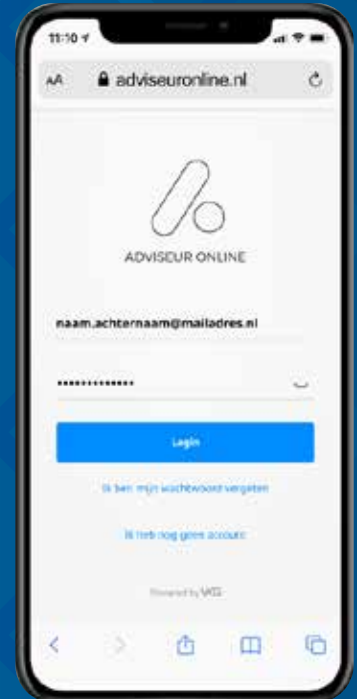 11:10
AA adviseuronline.nl
ADVISEUR ONLINE
naam.achternaam@mailadres.nl
•••••••••••••
Login
Ik ben mijn wachtwoord vergeten
Ik heb nog geen account
Powered by VKG